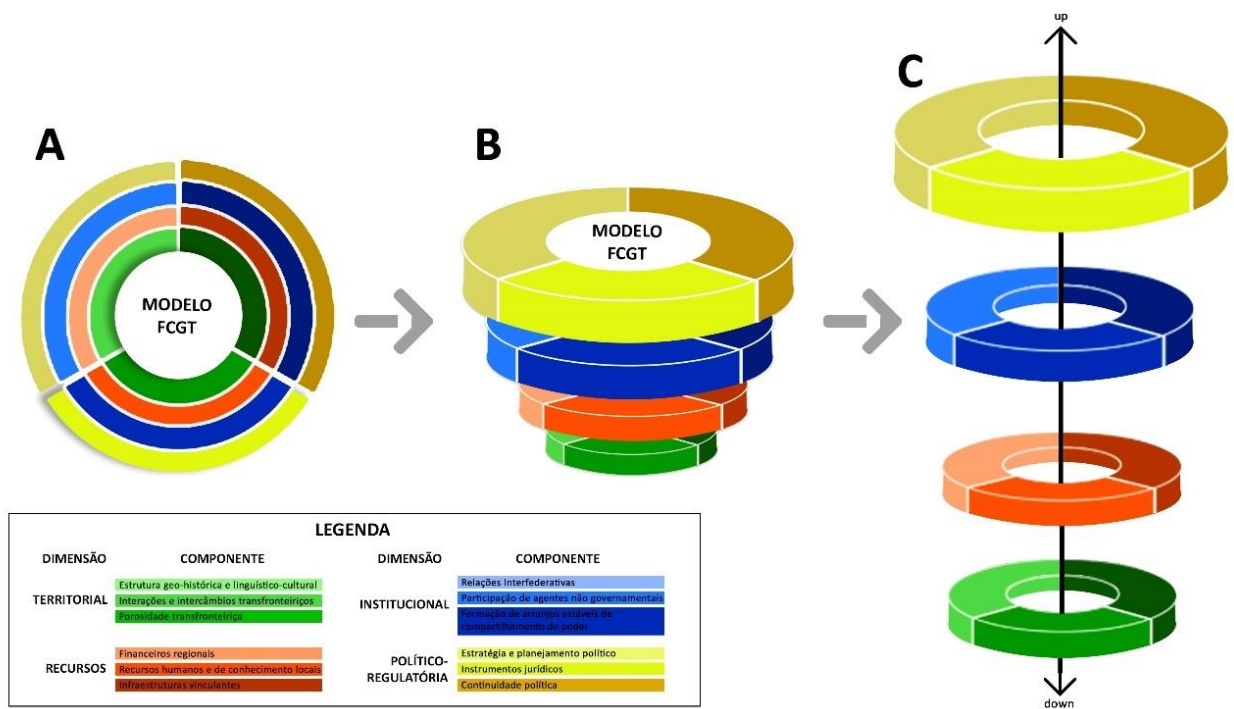 up
C
A
B
MODELO
FCGT
MODELO
FCGT
down
LEGENDA
DIMENSÃO
COMPONENTE
TERRITORIAL
Estrutura geo-histórica e linguístico-cultural
Interações e intercâmbios transfronteiriços
Porosidade transfronteiriça
RECURSOS
Financeiros regionais
Recursos humanos e de conhecimento locais
Infraestruturas vinculantes
DIMENSÃO
COMPONENTE
INSTITUCIONAL
Relações Interfederativas
Participação de agentes não governamentais
Formação de arranjos estáveis de
compartilhamento de poder
POLÍTICO-
REGULATÓRIA
Estratégia e planejamento político
Instrumentos jurídicos
Continuidade política